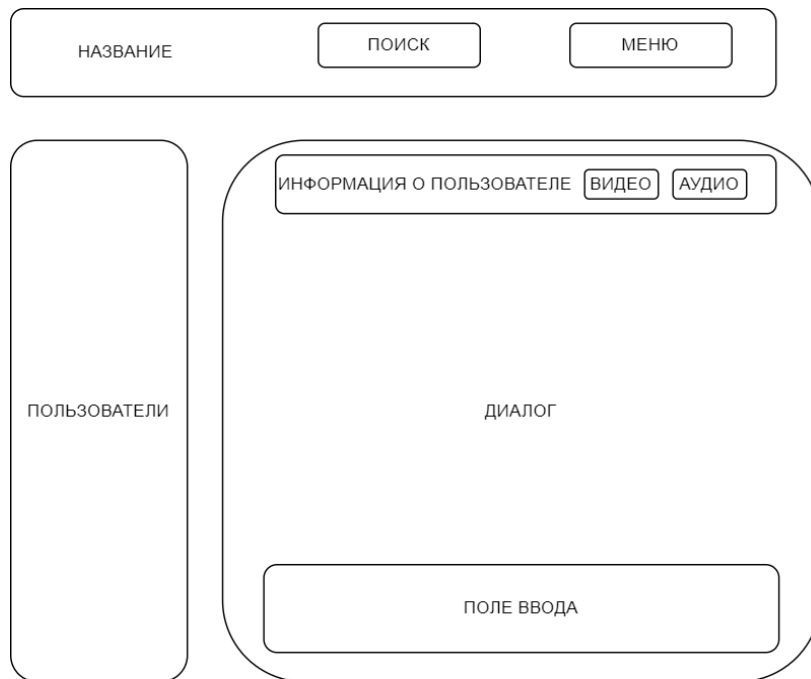 НАЗВАНИЕ
ПОИСК
МЕНЮ
ИНФОРМАЦИЯ О ПОЛЬЗОВАТЕЛЕ
ВИДЕО
АУДИО
ПОЛЬЗОВАТЕЛИ
ДИАЛОГ
ПОЛЕ ВВОДА